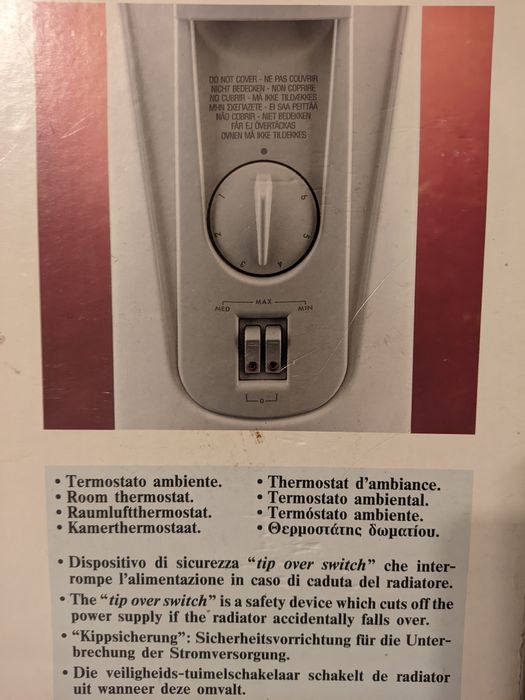 DO NOT COVER - NE PAS COUVRIR
NICHT BEDECKEN - NON COPRIRE
NO CUBRIR - MÅ IKKE TILDÆKKES
ΜΗΝ ΣΚΕΠΑΖΕΤΕ - EI SAA PEITTÄÄ
NÃO COBRIR - NIET BEDEKKEN
FÅR EJ ÖVERTÄCKAS
OVNEN MÅ IKKE TILDEKKES
1 6
2 5
3 4
MAX
MED MIN
0
• Termostato ambiente.
• Room thermostat.
• Raumluftthermostat.
• Kamerthermostaat.
• Thermostat d'ambiance.
• Termostato ambiental.
• Termóstato ambiente.
• Θερμοστάτης δωματίου.
• Dispositivo di sicurezza "tip over switch" che inter-
rompe l'alimentazione in caso di caduta del radiatore.
• The "tip over switch" is a safety device which cuts off the
power supply if the radiator accidentally falls over.
• "Kippsicherung": Sicherheitsvorrichtung für die Unter-
brechung der Stromversorgung.
• Die veiligheids-tuimelschakelaar schakelt de radiator
uit wanneer deze omvalt.